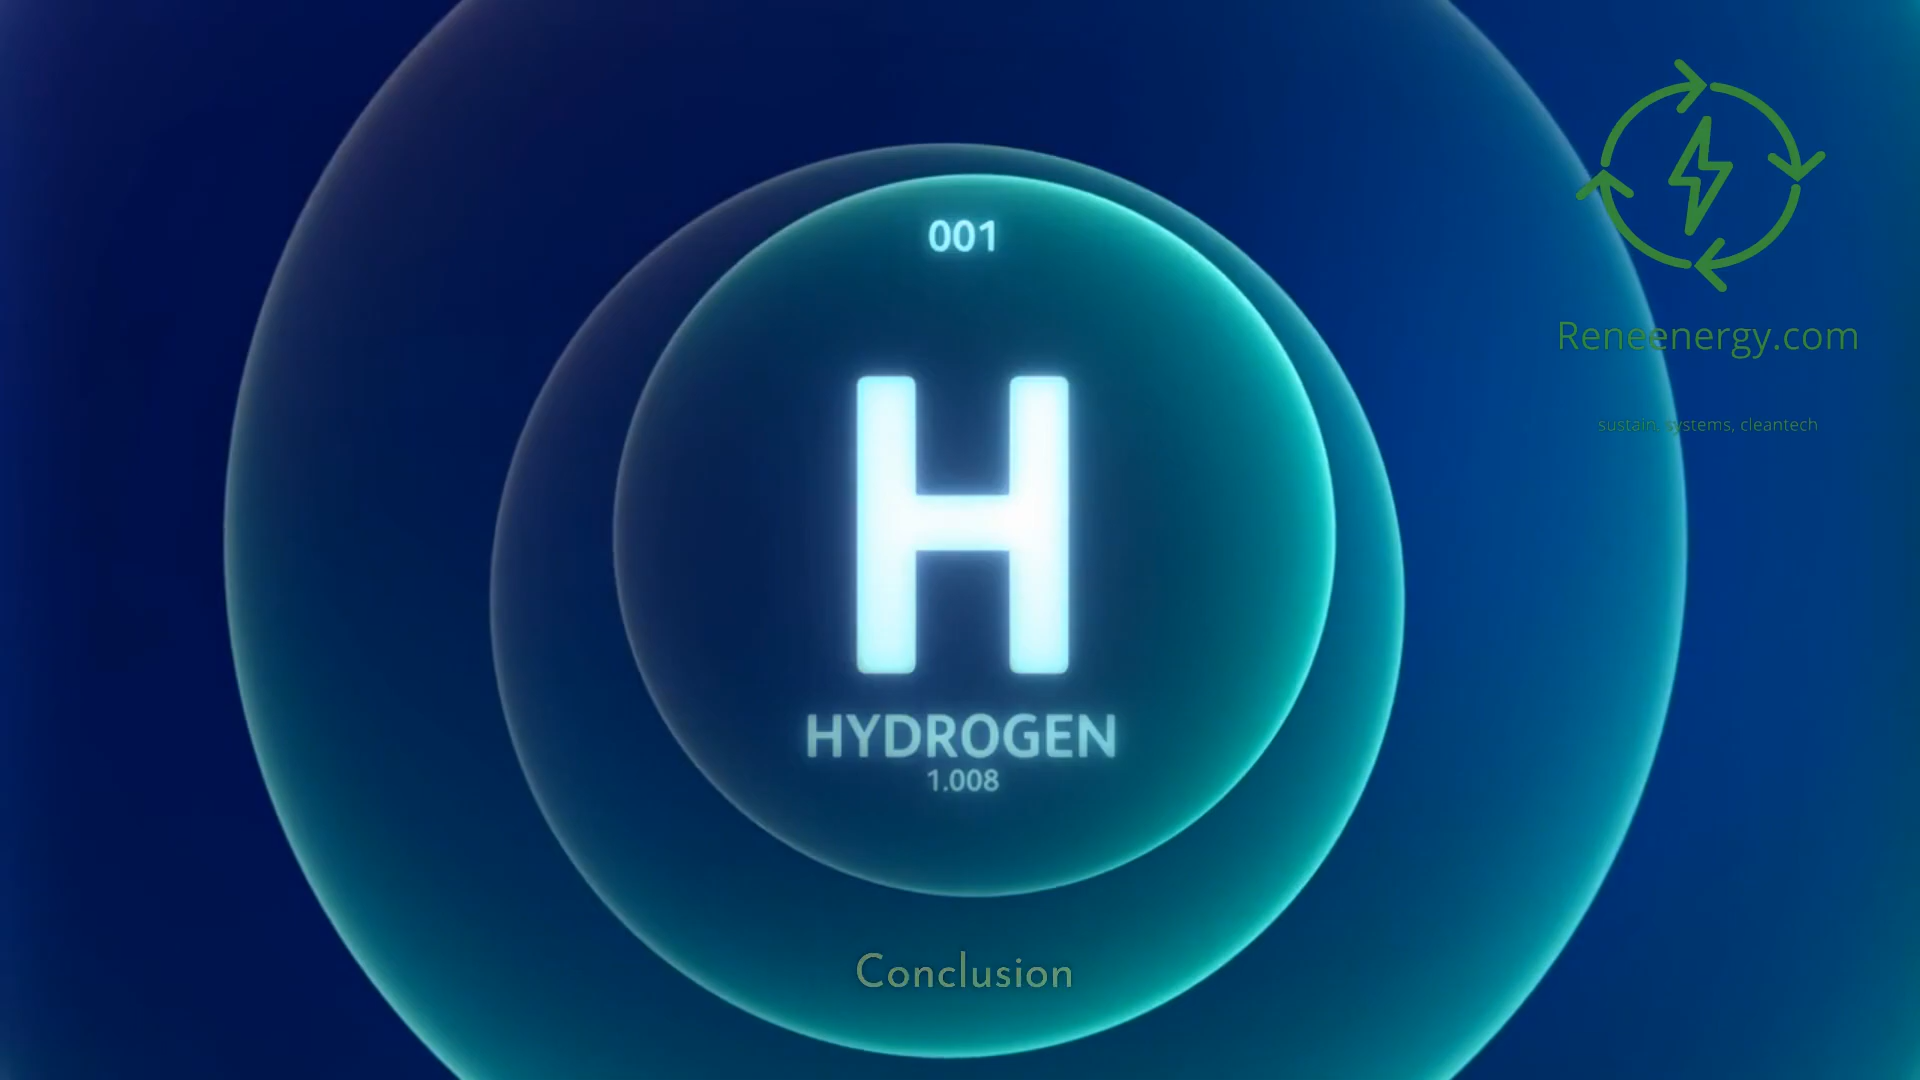 001
H
HYDROGEN
1.008
Reneenergy.com
sustain, systems, cleantech
Conclusion